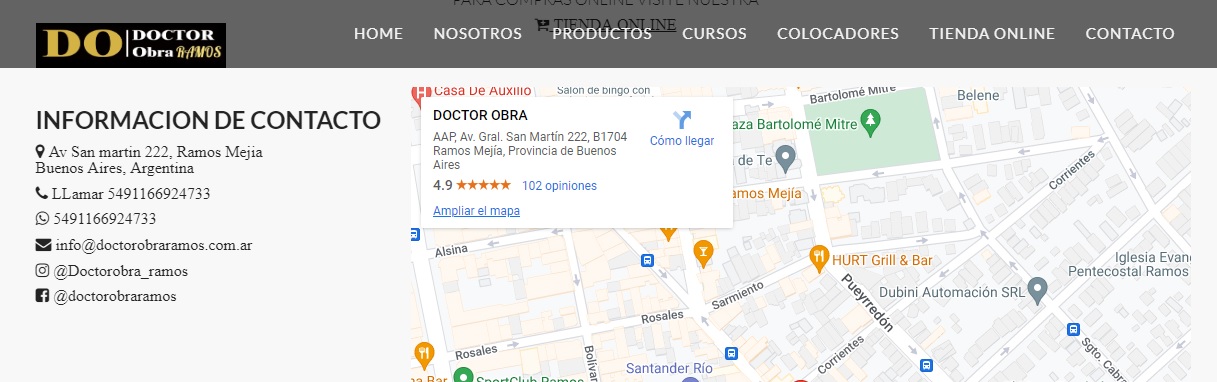 PARA COMPRAS ONLINE VISITE NUESTRA
TIENDA ONLINE
DO DOCTOR
Obra RAMOS
HOME NOSOTROS PRODUCTOS CURSOS COLOCADORES TIENDA ONLINE CONTACTO
INFORMACION DE CONTACTO
Av San martin 222, Ramos Mejia
Buenos Aires, Argentina
LLamar 5491166924733
5491166924733
info@doctorobraramos.com.ar
@Doctorobra_ramos
@doctorobraramos
Casa De Auxilio
Salón de bingo con
DOCTOR OBRA
AAP, Av. Gral. San Martín 222, B1704
Ramos Mejía, Provincia de Buenos
Aires
Cómo llegar
4.9 102 opiniones
Ampliar el mapa
Bartolomé Mitre
Belene
aza Bartolomé Mitre
de Te
amos Mejía
Corrientes
Alsina
HURT Grill & Bar
Iglesia Evan
Pentecostal Ramos
Pueyrredón
Dubini Automación SRL
Sarmiento
Rosales
Rosales
Bolívar
Corrientes
Sgto. Cabra
Santander Río
na Bar
SportClub Ramos